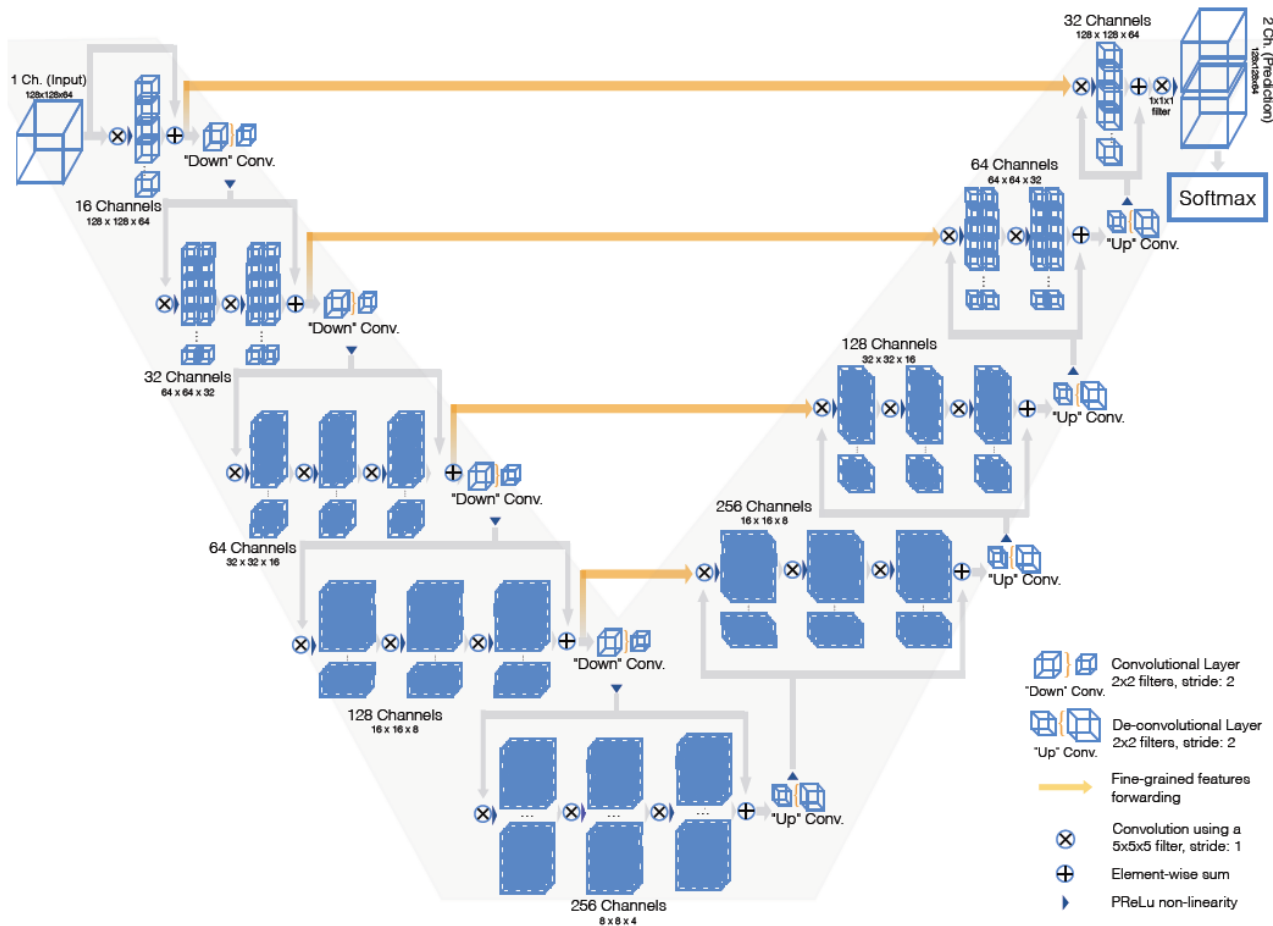 1 Ch. (Input)
128x128x64
"Down" Conv.
16 Channels
128 x 128 x 64
"Down" Conv.
32 Channels
64 x 64 x 32
"Down" Conv.
64 Channels
32 x 32 x 16
"Down" Conv.
128 Channels
16 x 16 x 8
...
...
...
256 Channels
8 x 8 x 4
"Up" Conv.
256 Channels
16 x 16 x 8
"Up" Conv.
128 Channels
32 x 32 x 16
"Up" Conv.
64 Channels
64 x 64 x 32
"Up" Conv.
32 Channels
128 x 128 x 64
1x1x1
filter
2 Ch. (Prediction)
128x128x64
Softmax
"Down" Conv.
Convolutional Layer
2x2 filters, stride: 2
"Up" Conv.
De-convolutional Layer
2x2 filters, stride: 2
Fine-grained features
forwarding
Convolution using a
5x5x5 filter, stride: 1
Element-wise sum
PReLu non-linearity